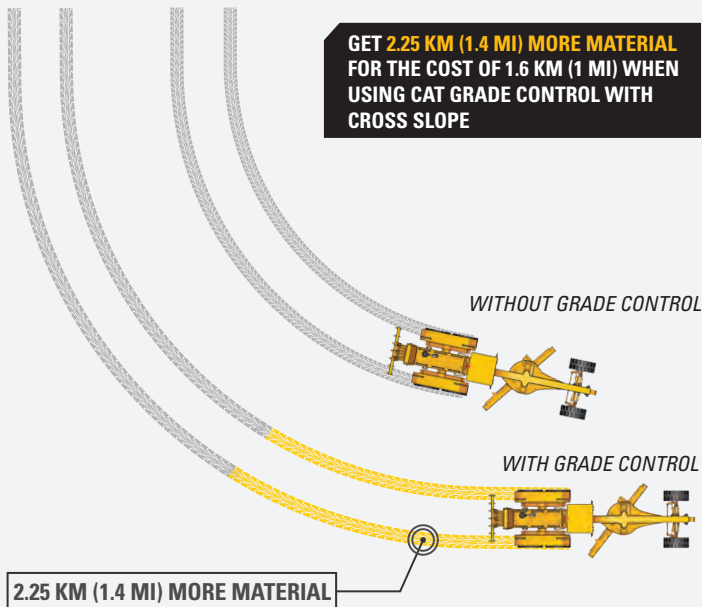 GET 2.25 KM (1.4 MI) MORE MATERIAL
FOR THE COST OF 1.6 KM (1 MI) WHEN
USING CAT GRADE CONTROL WITH
CROSS SLOPE
WITHOUT GRADE CONTROL
WITH GRADE CONTROL
2.25 KM (1.4 MI) MORE MATERIAL